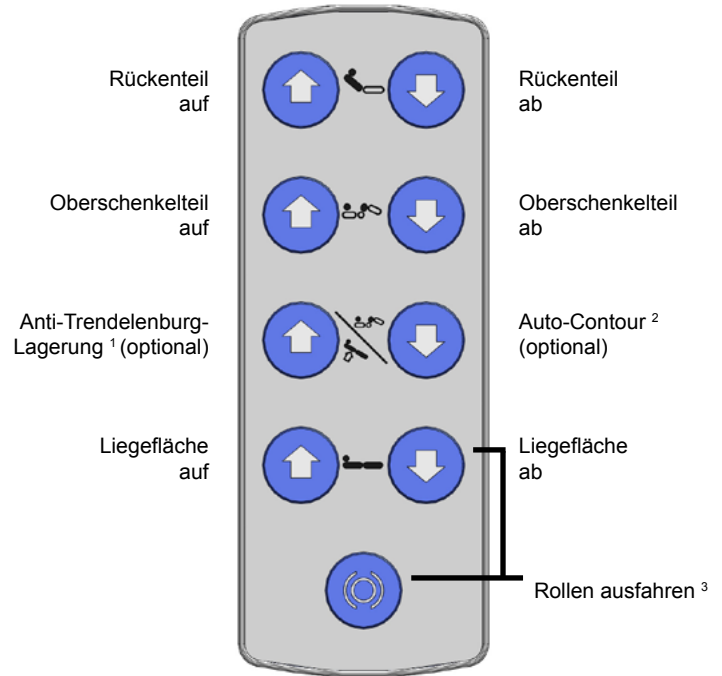 Rückenteil
auf
Rückenteil
ab
Oberschenkelteil
auf
Oberschenkelteil
ab
Anti-Trendelenburg-
Lagerung ¹ (optional)
Auto-Contour ²
(optional)
Liegefläche
auf
Liegefläche
ab
Rollen ausfahren ³